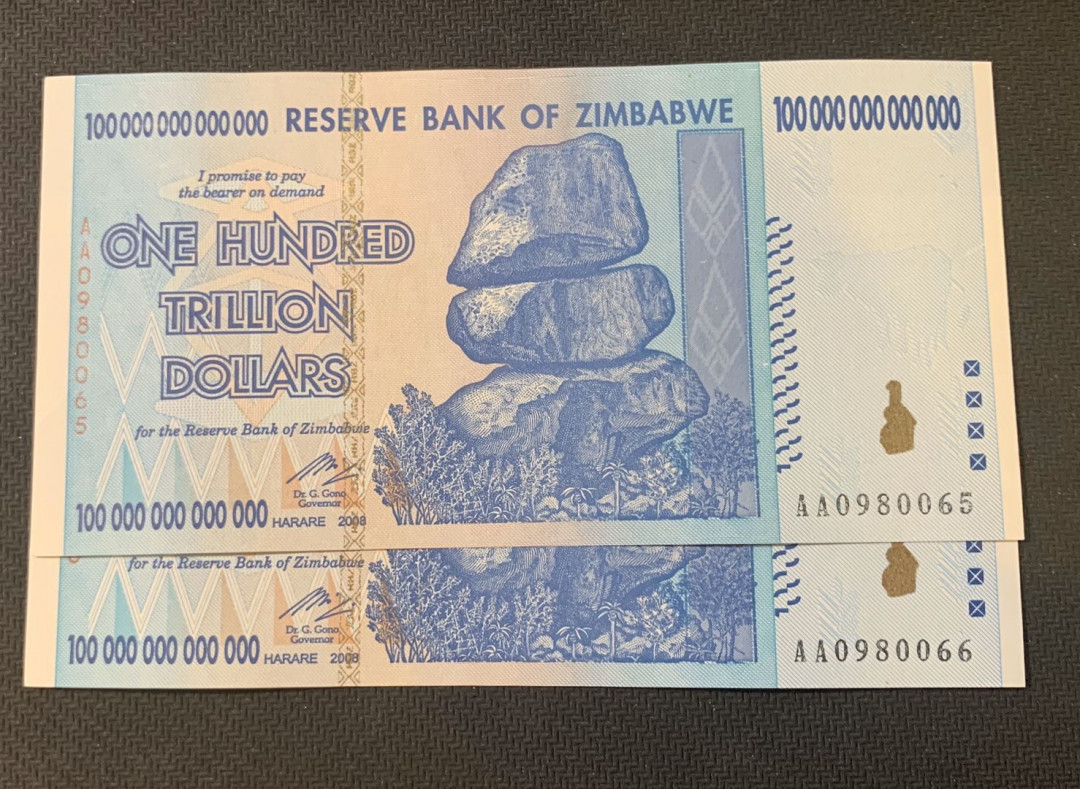 100 000 000 000 000 RESERVE BANK OF ZIMBABWE 100 000 000 000 000
I promise to pay
the bearer on demand
ONE HUNDRED
TRILLION
DOLLARS
AA0980065
for the Reserve Bank of Zimbabwe
Dr. G. Gono
Governor
100 000 000 000 000 HARARE 2008
AA0980065
for the Reserve Bank of Zimbabwe
Dr. G. Gono
Governor
100 000 000 000 000 HARARE 2008
AA0980066